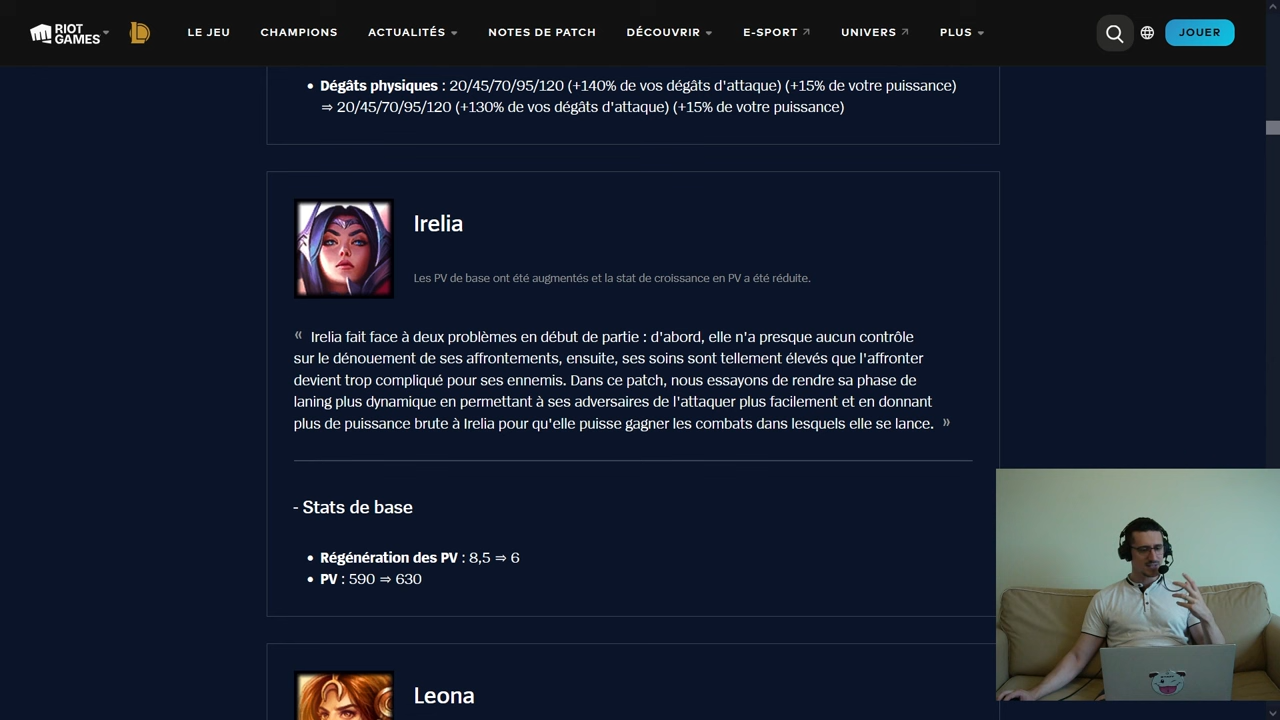 RIOT GAMES LE JEU CHAMPIONS ACTUALITÉS NOTES DE PATCH DÉCOUVRIR E-SPORT UNIVERS PLUS JOUER
• Dégâts physiques : 20/45/70/95/120 (+140% de vos dégâts d'attaque) (+15% de votre puissance)
⇒ 20/45/70/95/120 (+130% de vos dégâts d'attaque) (+15% de votre puissance)
Irelia
Les PV de base ont été augmentés et la stat de croissance en PV a été réduite.
« Irelia fait face à deux problèmes en début de partie : d'abord, elle n'a presque aucun contrôle
sur le dénouement de ses affrontements, ensuite, ses soins sont tellement élevés que l'affronter
devient trop compliqué pour ses ennemis. Dans ce patch, nous essayons de rendre sa phase de
laning plus dynamique en permettant à ses adversaires de l'attaquer plus facilement et en donnant
plus de puissance brute à Irelia pour qu'elle puisse gagner les combats dans lesquels elle se lance. »
- Stats de base
• Régénération des PV : 8,5 ⇒ 6
• PV : 590 ⇒ 630
Leona